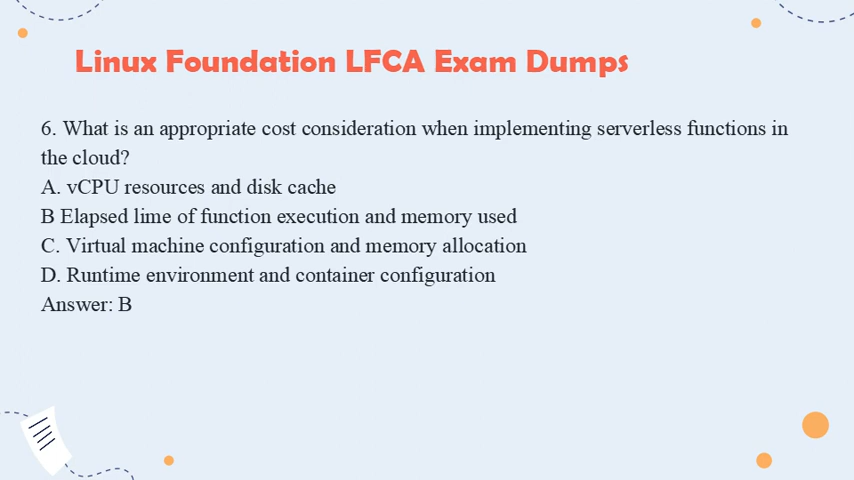 Linux Foundation LFCA Exam Dumps
6. What is an appropriate cost consideration when implementing serverless functions in
the cloud?
A. vCPU resources and disk cache
B Elapsed lime of function execution and memory used
C. Virtual machine configuration and memory allocation
D. Runtime environment and container configuration
Answer: B